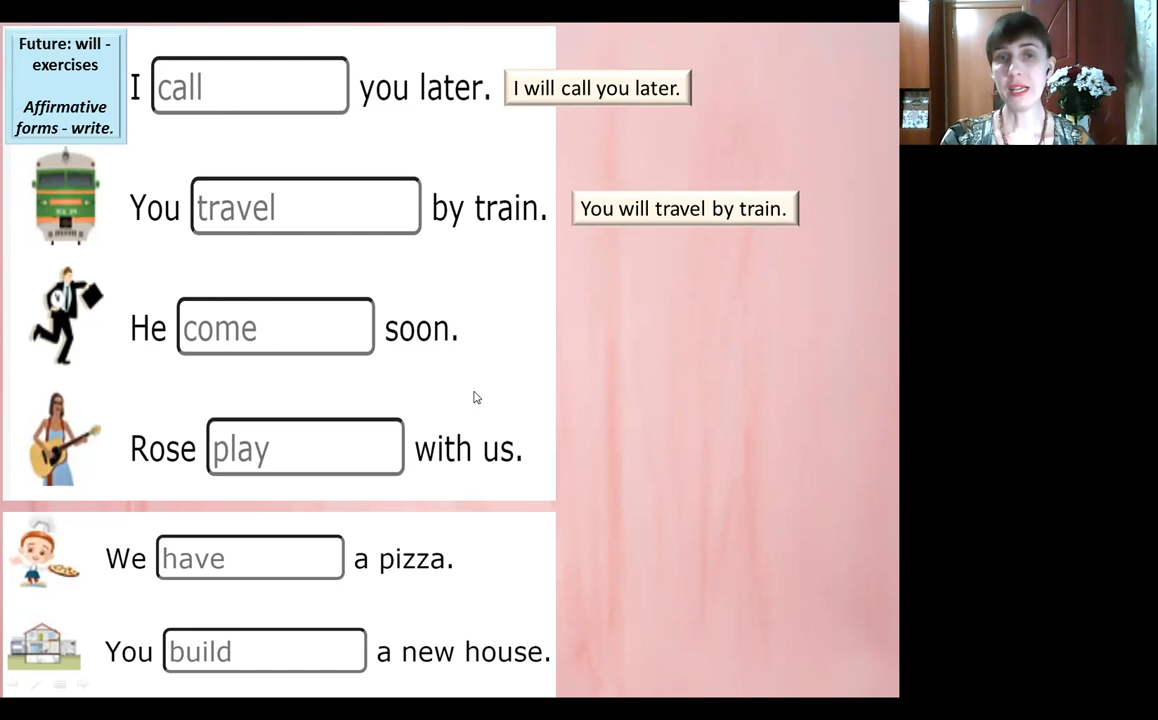 Future: will -
exercises
Affirmative
forms - write.
I call you later. I will call you later.
You travel by train. You will travel by train.
He come soon.
Rose play with us.
We have a pizza.
You build a new house.